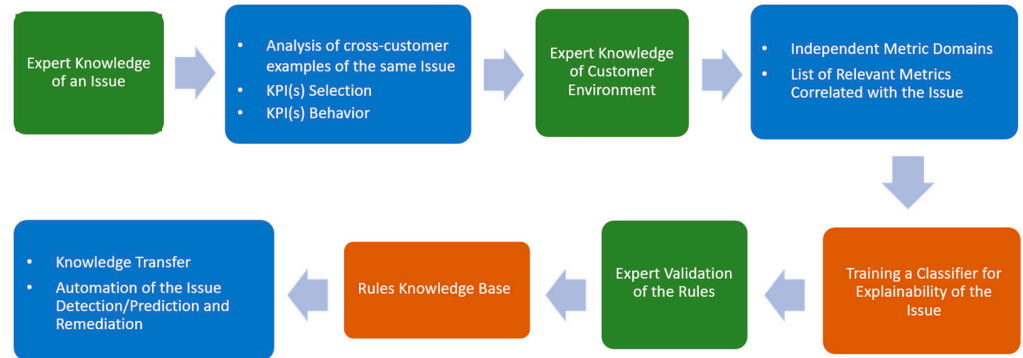 Expert Knowledge
of an Issue
• Analysis of cross-customer
examples of the same Issue
• KPI(s) Selection
• KPI(s) Behavior
Expert Knowledge
of Customer
Environment
• Independent Metric Domains
• List of Relevant Metrics
Correlated with the Issue
Training a Classifier for
Explainability of the
Issue
Expert Validation
of the Rules
Rules Knowledge Base
• Knowledge Transfer
• Automation of the Issue
Detection/Prediction and
Remediation